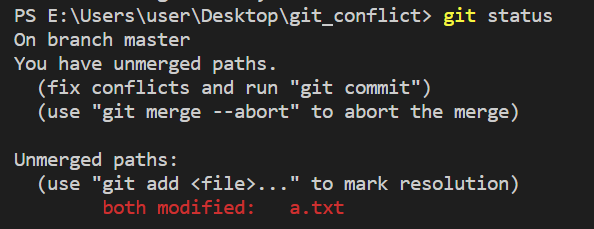 PS E:\Users\user\Desktop\git_conflict> git status
On branch master
You have unmerged paths.
  (fix conflicts and run "git commit")
  (use "git merge --abort" to abort the merge)

Unmerged paths:
  (use "git add <file>..." to mark resolution)
        both modified:   a.txt